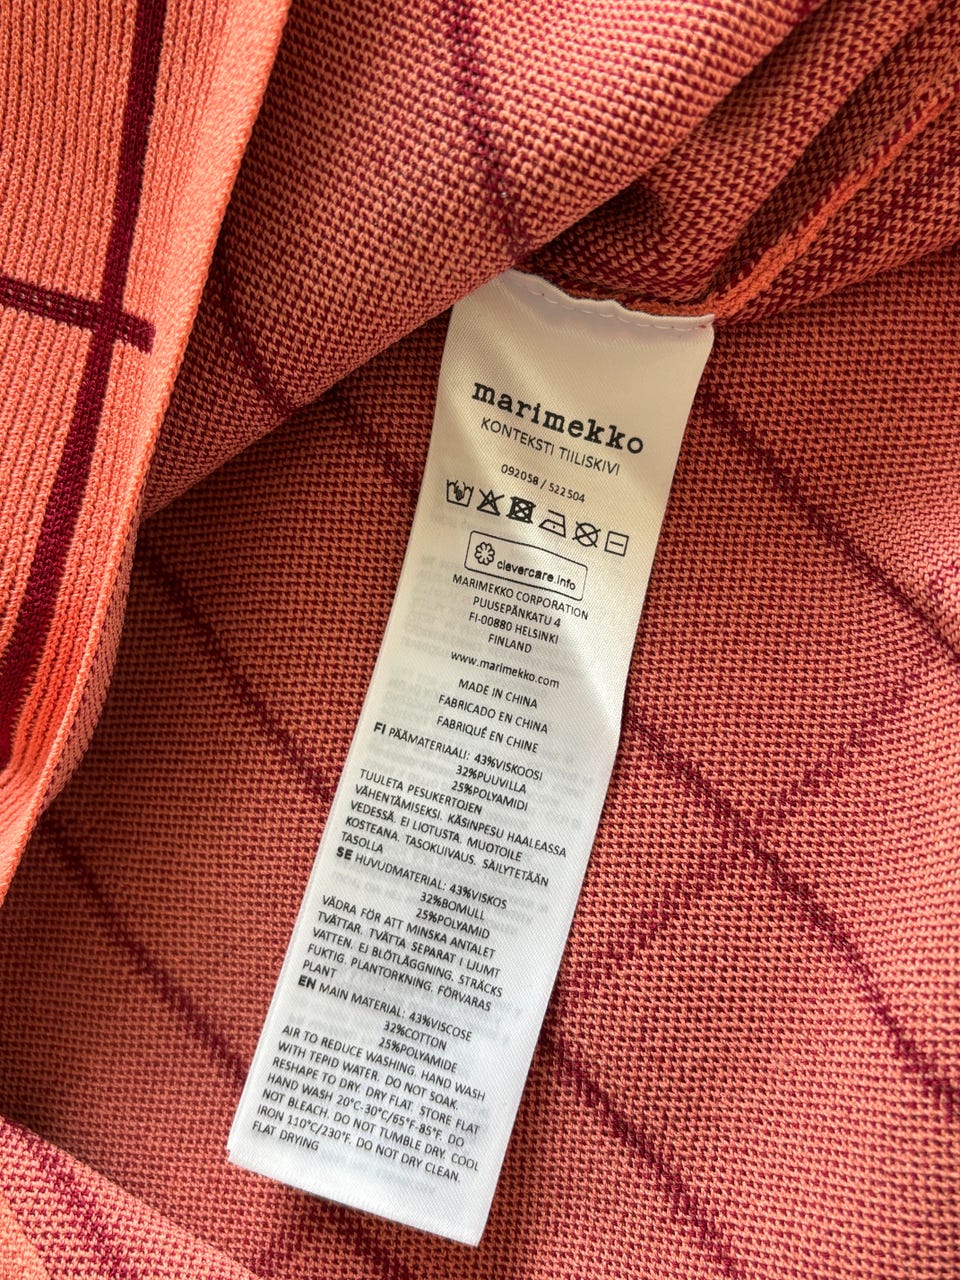 marimekko
KONTEKSTI TIILISKIVI
092058 / 522504
clevercare.info
MARIMEKKO CORPORATION
PUUSEPÄNKATU 4
FI-00880 HELSINKI
FINLAND
www.marimekko.com
MADE IN CHINA
FABRICADO EN CHINA
FABRIQUÉ EN CHINE
FI PÄÄMATERIAALI: 43%VISKOOSI
32%PUUVILLA
25%POLYAMIDI
TUULETA PESUKERTOJEN
VÄHENTÄMISEKSI. KÄSINPESU HAALEASSA
VEDESSÄ. EI LIOTUSTA. MUOTOILE
KOSTEANA. TASOKUIVAUS. SÄILYTETÄÄN
TASOLLA
SE HUVUDMATERIAL: 43%VISKOS
32%BOMULL
25%POLYAMID
VÄDRA FÖR ATT MINSKA ANTALET
TVÄTTAR. TVÄTTA SEPARAT I LJUMT
VATTEN. EJ BLÖTLÄGGNING. STRÄCKS
FUKTIG. PLANTORKNING. FÖRVARAS
PLANT
EN MAIN MATERIAL: 43%VISCOSE
32%COTTON
25%POLYAMIDE
AIR TO REDUCE WASHING. HAND WASH
WITH TEPID WATER. DO NOT SOAK.
RESHAPE TO DRY. DRY FLAT. STORE FLAT
HAND WASH 20°C-30°C/65°F-85°F. DO
NOT BLEACH. DO NOT TUMBLE DRY. COOL
IRON 110°C/230°F. DO NOT DRY CLEAN.
FLAT DRYING